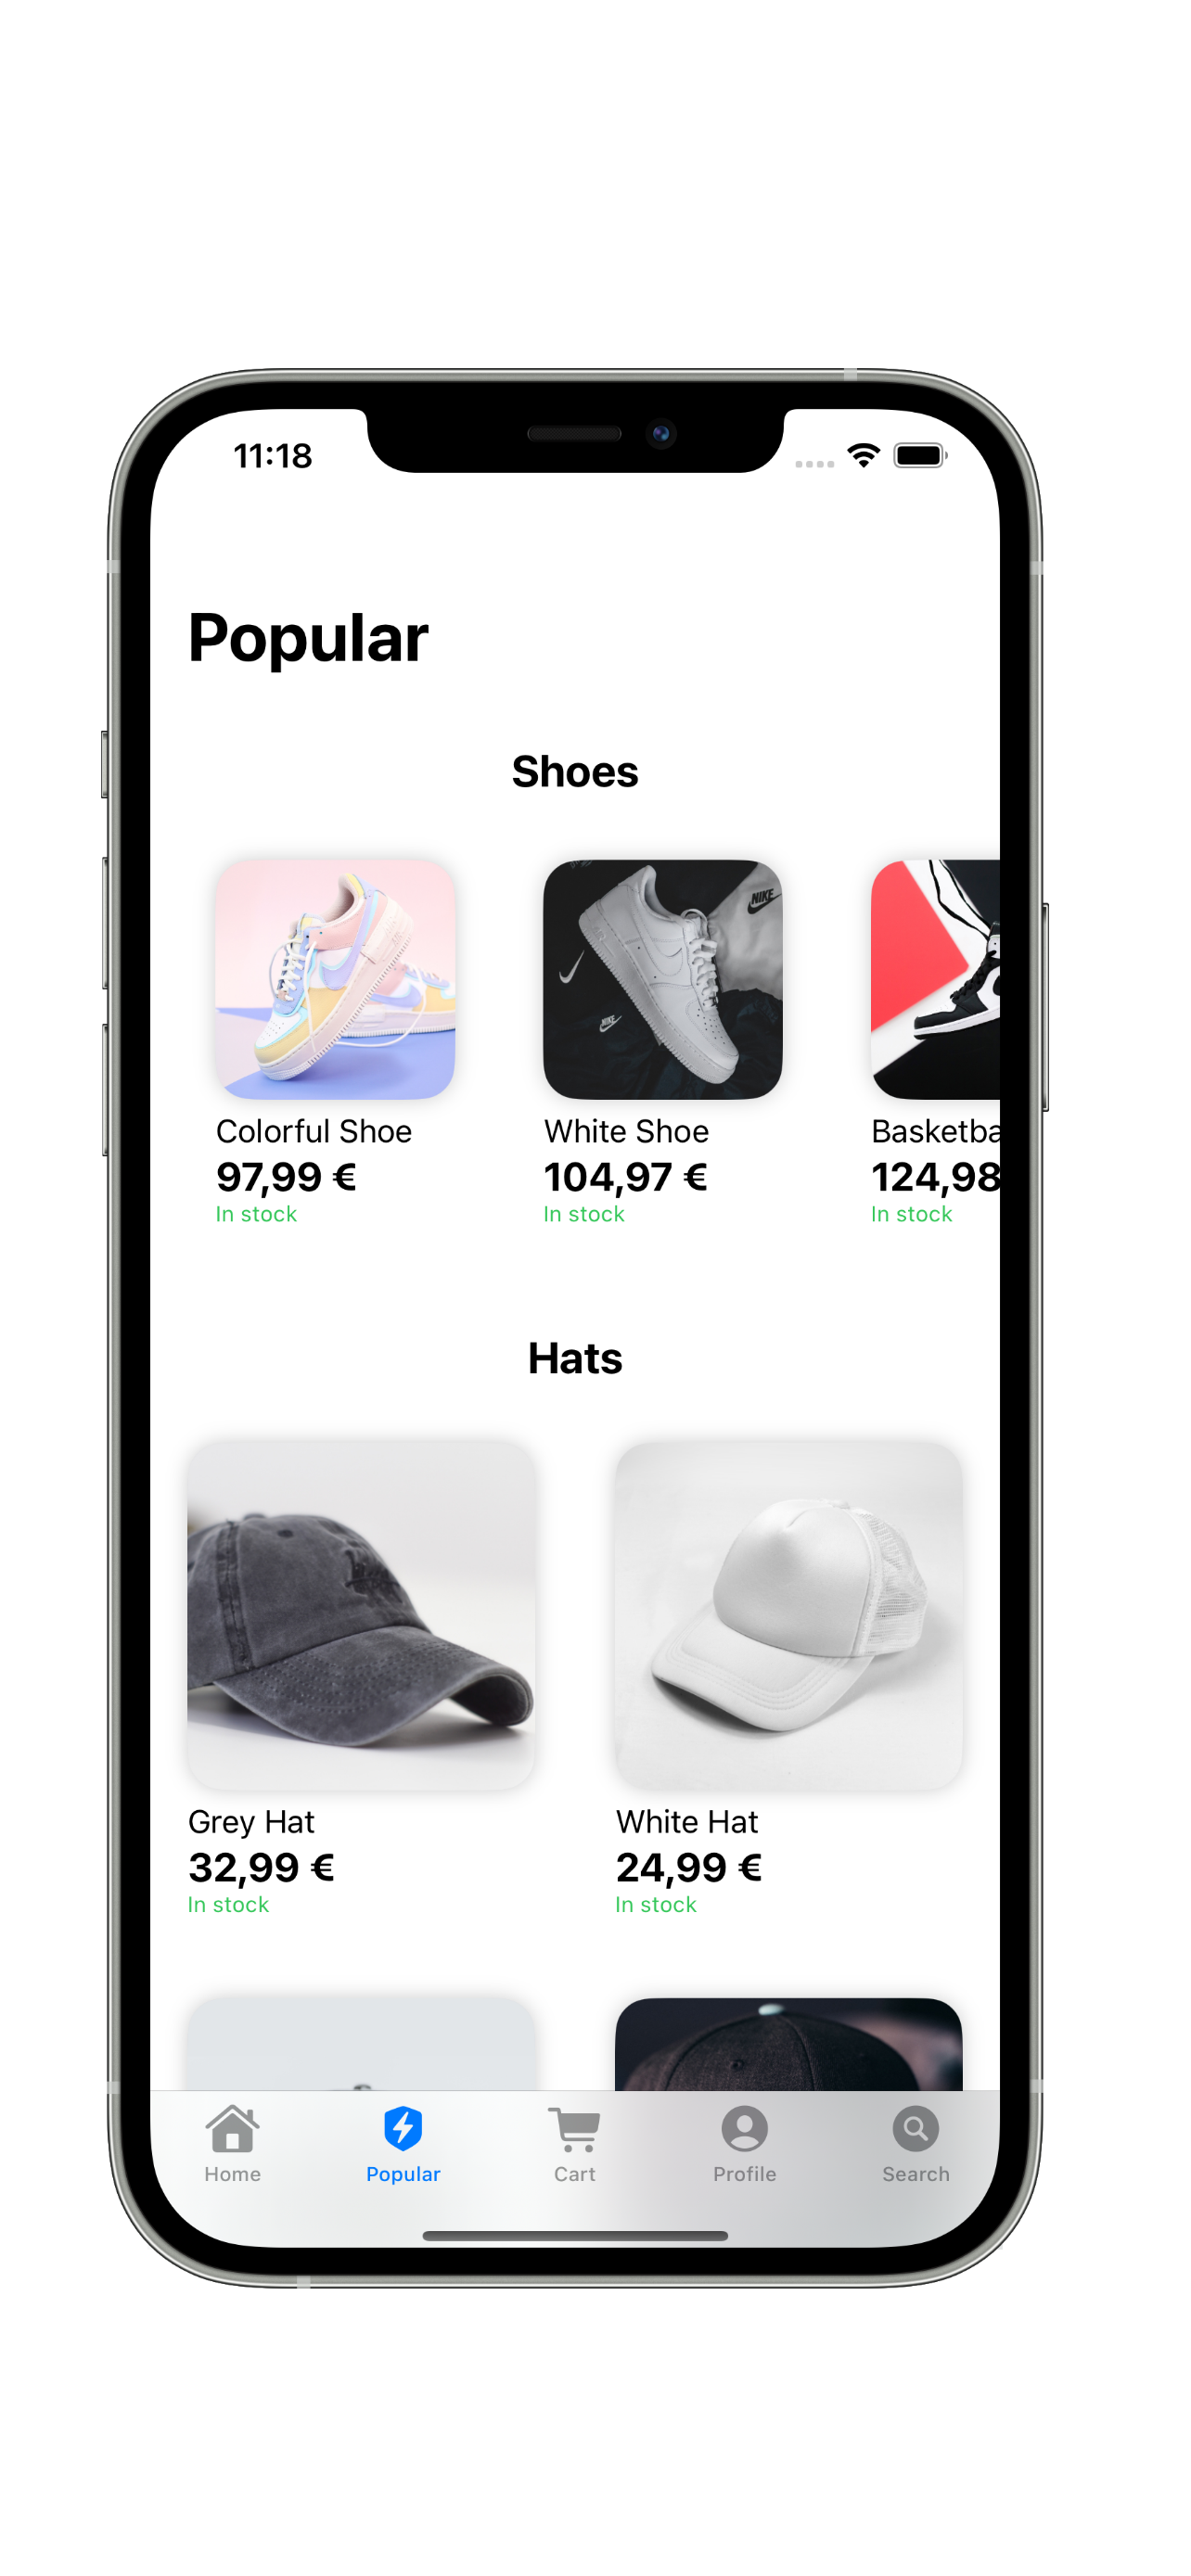 11:18
Popular
Shoes
NIKE
NIKE
Colorful Shoe
White Shoe
97,99 €
104,97 €
124,98
In stock
In stock
In stock
Hats
Grey Hat
White Hat
32,99 €
24,99 €
In stock
In stock
Home
Popular
Cart
Profile
Search